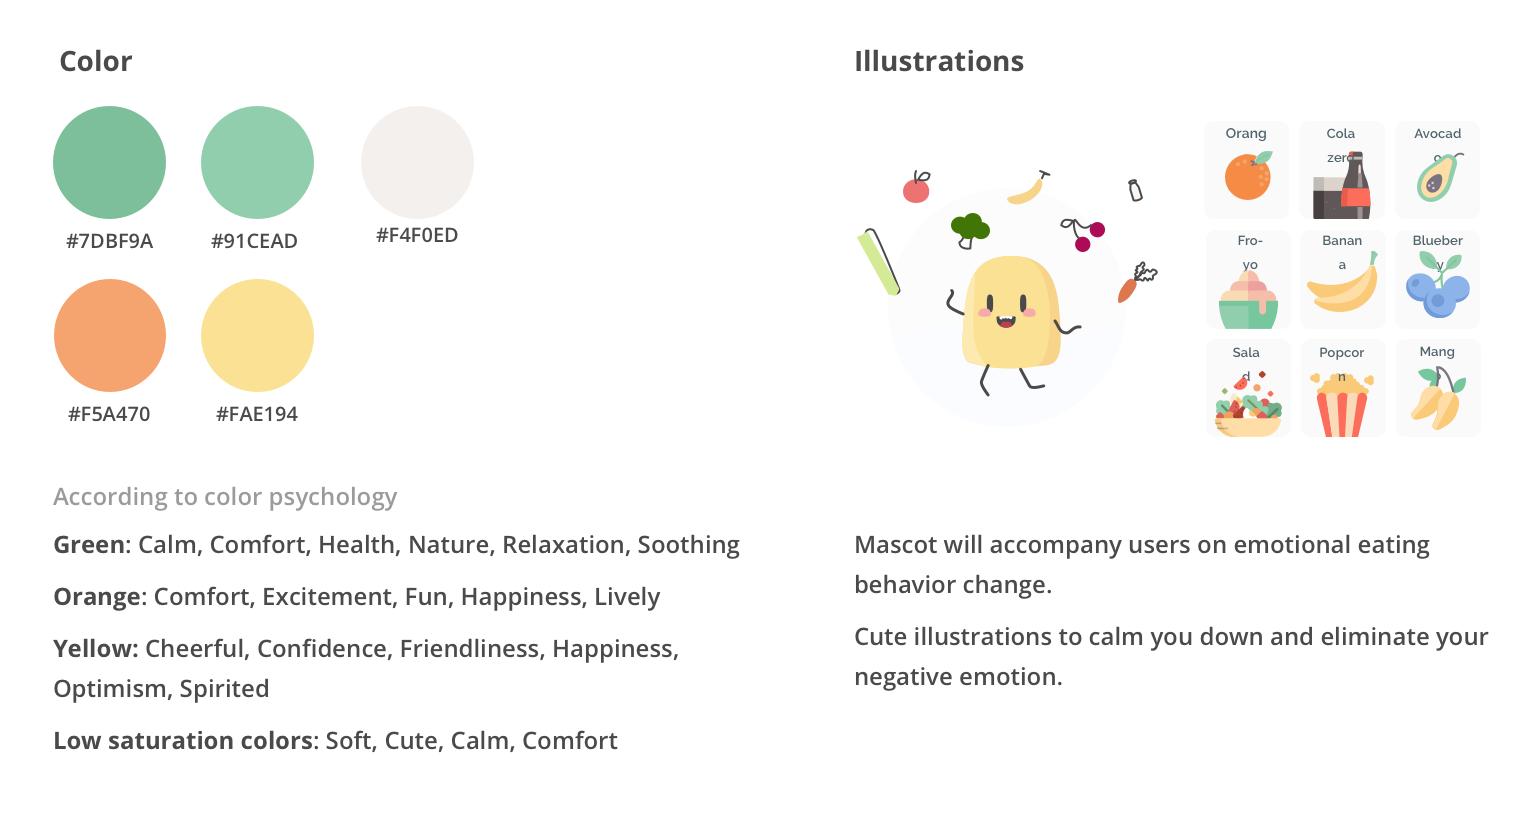 Color
#7DBF9A
#91CEAD
#F4F0ED
#F5A470
#FAE194
According to color psychology
Green: Calm, Comfort, Health, Nature, Relaxation, Soothing
Orange: Comfort, Excitement, Fun, Happiness, Lively
Yellow: Cheerful, Confidence, Friendliness, Happiness,
Optimism, Spirited
Low saturation colors: Soft, Cute, Calm, Comfort
Illustrations
Orang
Cola
zero
Avocad
o
Fro-
yo
Banan
a
Blueber
y
Sala
d
Popcor
n
Mang
Mascot will accompany users on emotional eating
behavior change.
Cute illustrations to calm you down and eliminate your
negative emotion.